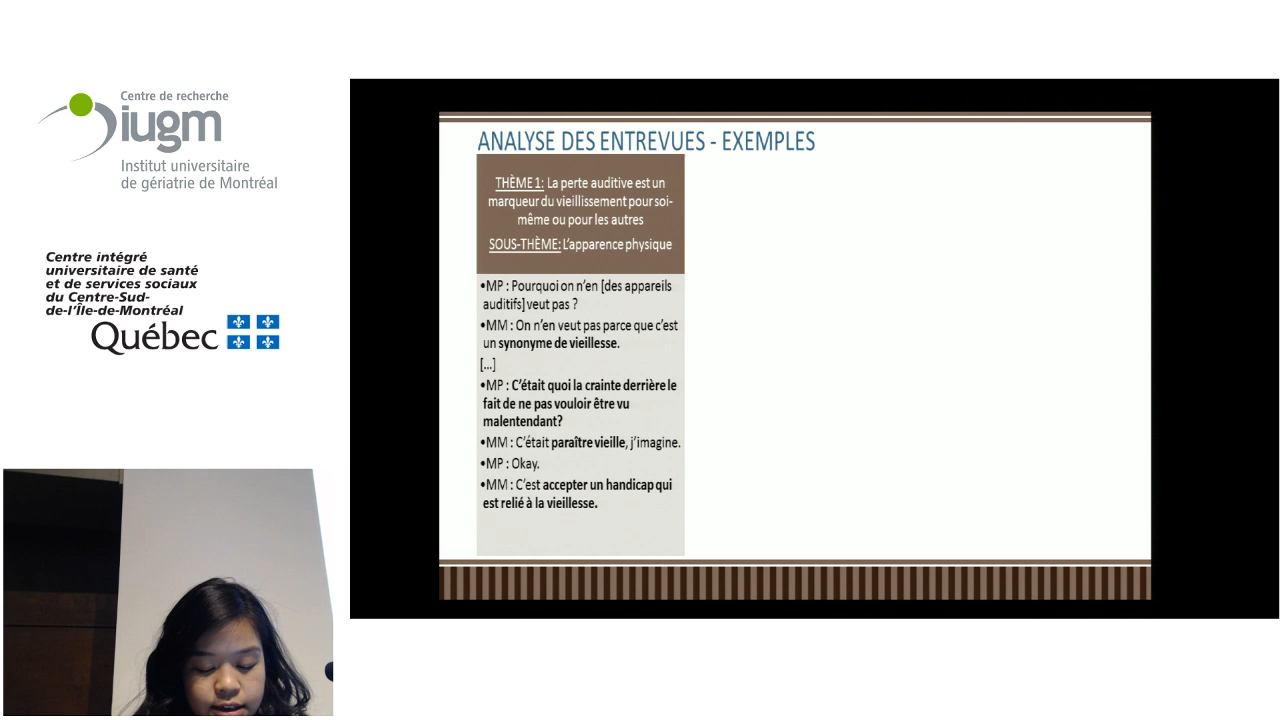 Centre de recherche
iugm
Institut universitaire
de gériatrie de Montréal
Centre intégré
universitaire de santé
et de services sociaux
du Centre-Sud-
de-l'Île-de-Montréal
Québec
ANALYSE DES ENTREVUES - EXEMPLES
THÈME 1: La perte auditive est un
marqueur du vieillissement pour soi-
même ou pour les autres
SOUS-THÈME: L'apparence physique
•MP : Pourquoi on n'en [des appareils
auditifs] veut pas ?
•MM : On n'en veut pas parce que c'est
un synonyme de vieillesse.
[...]
•MP : C'était quoi la crainte derrière le
fait de ne pas vouloir être vu
malentendant?
•MM : C'était paraître vieille, j'imagine.
•MP : Okay.
•MM : C'est accepter un handicap qui
est relié à la vieillesse.